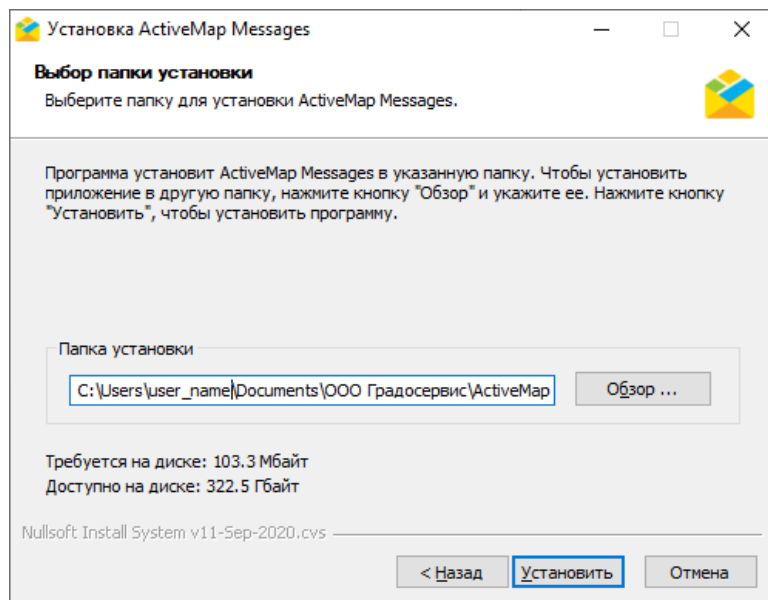 Установка ActiveMap Messages
Выбор папки установки
Выберите папку для установки ActiveMap Messages.
Программа установит ActiveMap Messages в указанную папку. Чтобы установить
приложение в другую папку, нажмите кнопку "Обзор" и укажите ее. Нажмите кнопку
"Установить", чтобы установить программу.
Папка установки
C:\Users\user_name\Documents\ООО Градосервис\ActiveMap
Обзор ...
Требуется на диске: 103.3 Мбайт
Доступно на диске: 322.5 Гбайт
Nullsoft Install System v11-Sep-2020.cvs
< Назад Установить Отмена